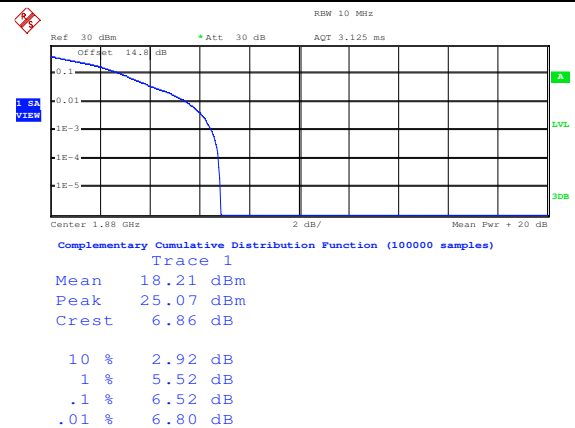 RBW 10 MHz
Ref 30 dBm *Att 30 dB AQT 3.125 ms
Offset 14.8 dB
0.1
A
1 SA
VIEW
0.01
LVL
1E-3
1E-4
1E-5
3DB
Center 1.88 GHz 2 dB/ Mean Pwr + 20 dB
Complementary Cumulative Distribution Function (100000 samples)
Trace 1
Mean 18.21 dBm
Peak 25.07 dBm
Crest 6.86 dB
10 % 2.92 dB
1 % 5.52 dB
.1 % 6.52 dB
.01 % 6.80 dB